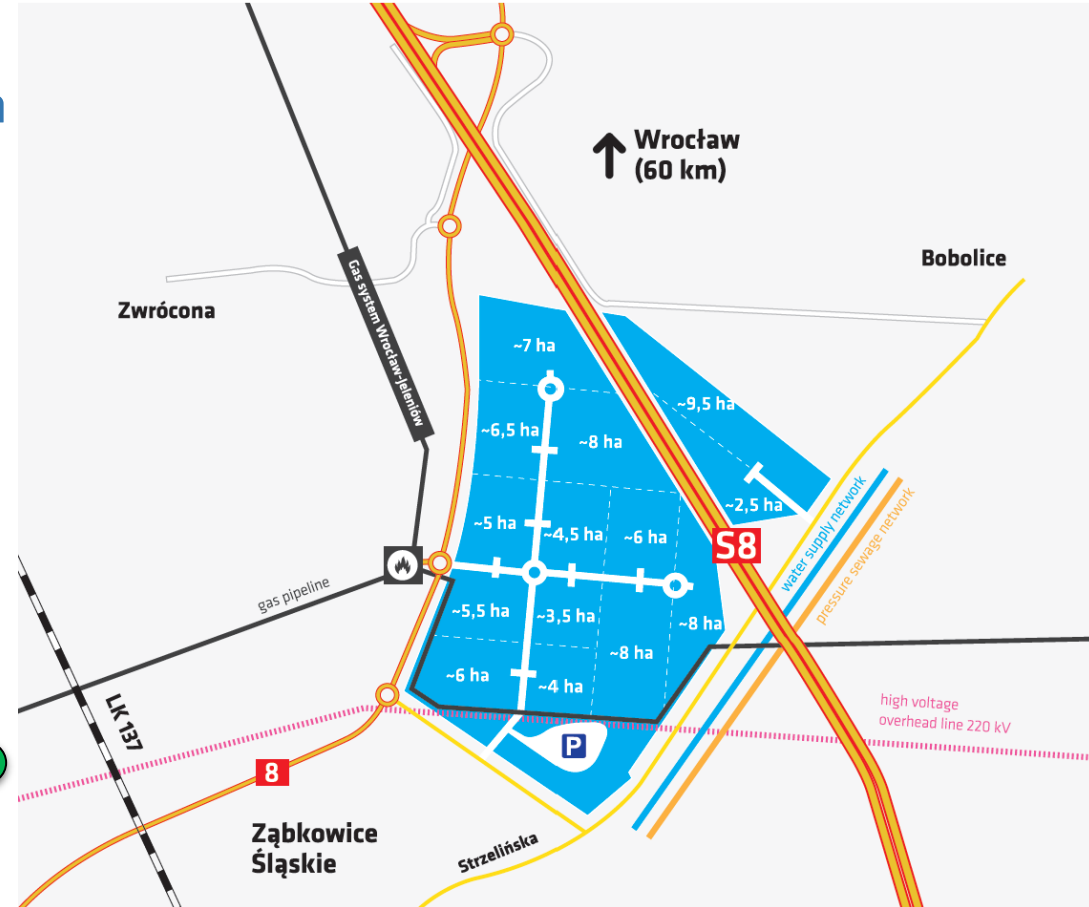 Wrocław
(60 km)
Bobolice
Zwrócona
Gas system Wrocław-Jeleniów
~7 ha
~9,5 ha
~6,5 ha
~8 ha
~2,5 ha
~5 ha
~4,5 ha
~6 ha
S8
water supply network
pressure sewage network
gas pipeline
~5,5 ha
~3,5 ha
~8 ha
~8 ha
~6 ha
~4 ha
LK 137
high voltage
overhead line 220 kV
P
8
Ząbkowice
Śląskie
Strzelińska